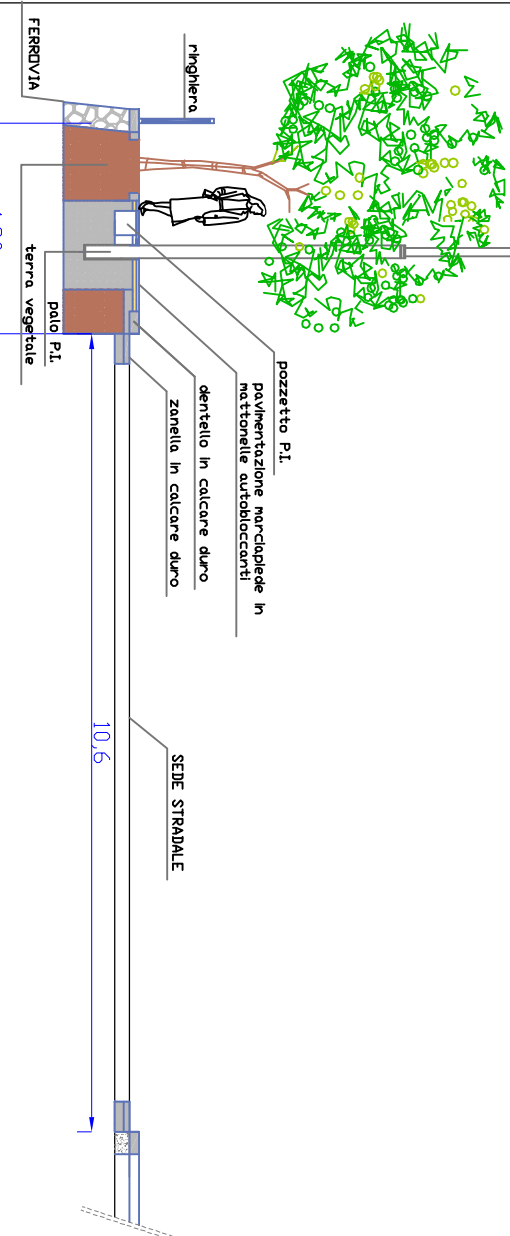 FERROVIA
ringhiera
terra vegetale
palo P.I.
pozzetto P.I.
pavimentazione marciapiede in
mattonelle autobloccanti
dentello in calcare duro
zanella in calcare duro
SEDE STRADALE
10,6